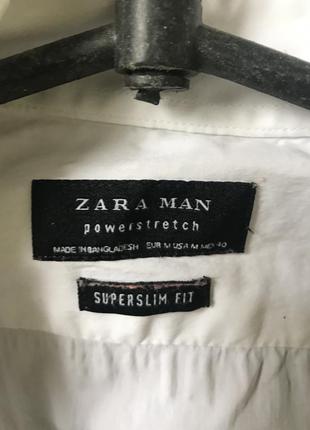 ZARA MAN
powerstretch
MADE IN BANGLADESH EUR M USA M MEX 40
SUPERSLIM FIT